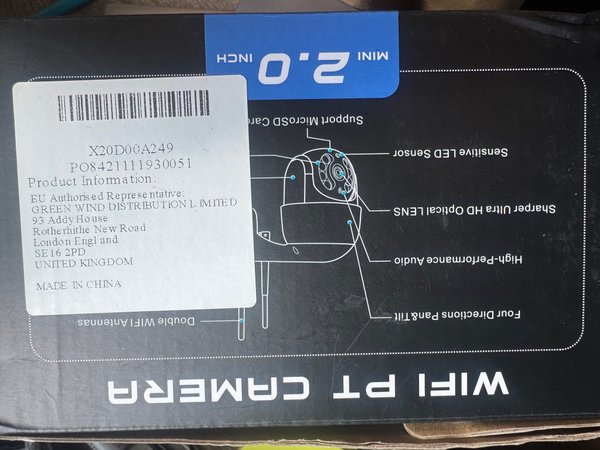 X20D00A249
PO8421111930051
Product Information:
EU Authorised Representative:
GREEN WIND DISTRIBUTION LIMITED
93 Addy House
Rotherhithe New Road
London England
SE16 2PD
UNITED KINGDOM
MADE IN CHINA
WIFI PT CAMERA
Four Directions Pan&Tilt
Double WIFI Antennas
High-Performance Audio
Sharper Ultra HD Optical LENS
Sensitive LED Sensor
Support MicroSD Card
MINI 2.0 INCH